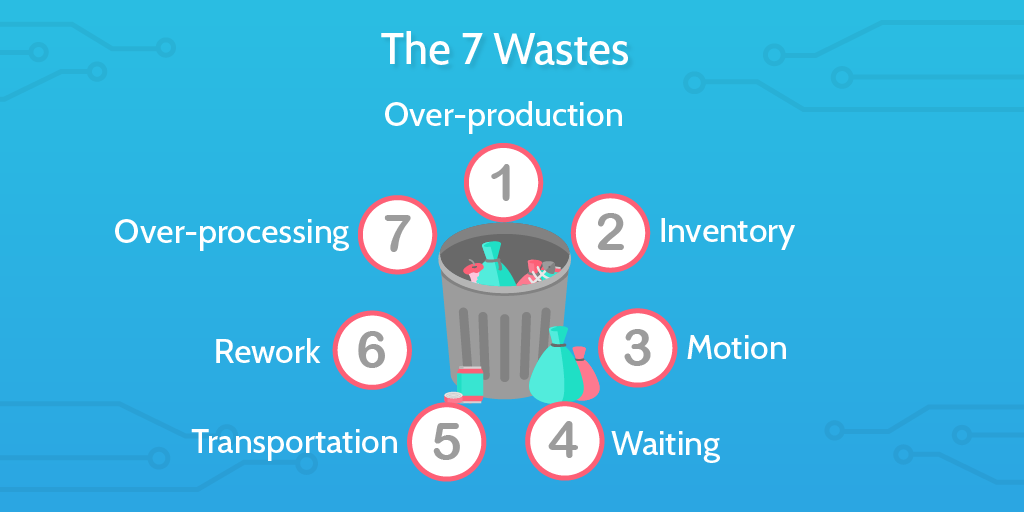 The 7 Wastes
Over-production
1
2 Inventory
3 Motion
4 Waiting
Transportation 5
Rework 6
Over-processing 7